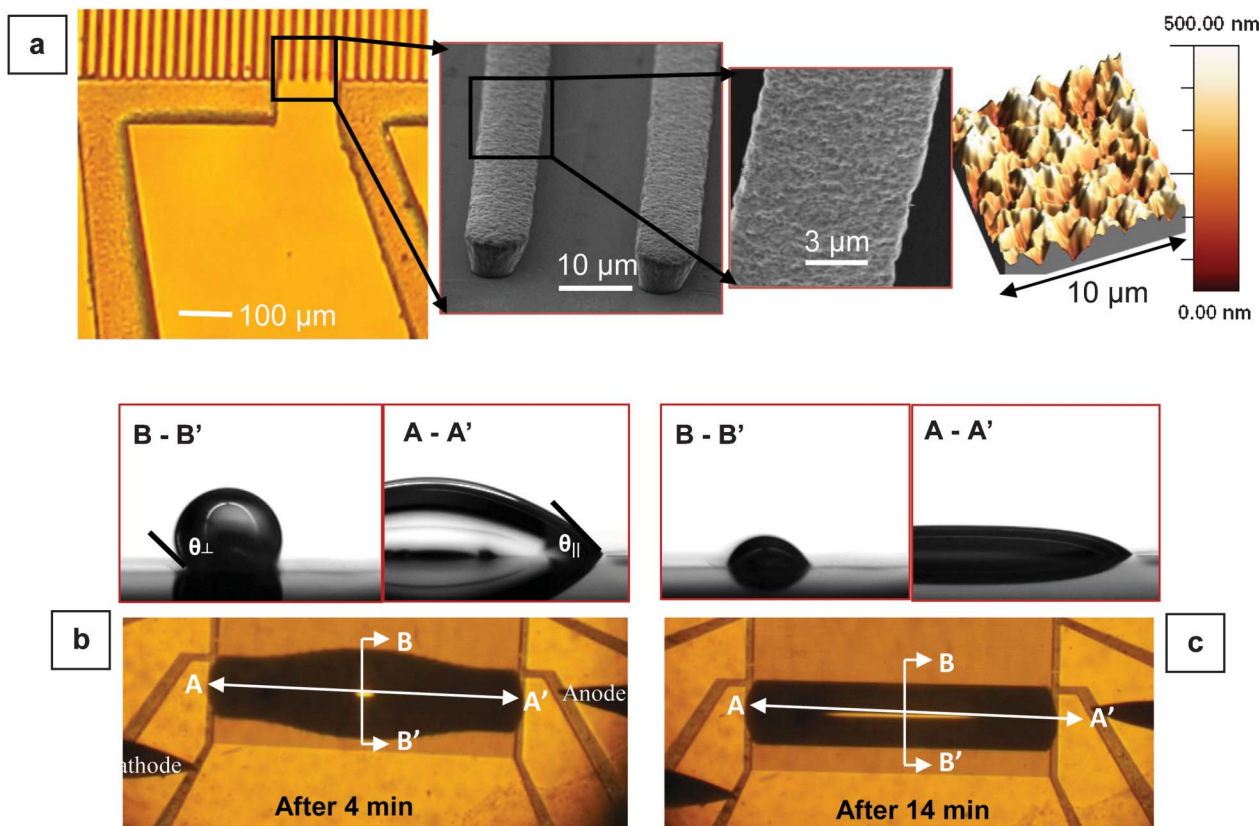 a
100 µm
10 µm
3 µm
500.00 nm
0.00 nm
10 µm
B - B’
θ⊥
A - A’
θ||
B - B’
A - A’
b
A
B
A’
B’
Anode
athode
After 4 min
c
A
B
A’
B’
After 14 min